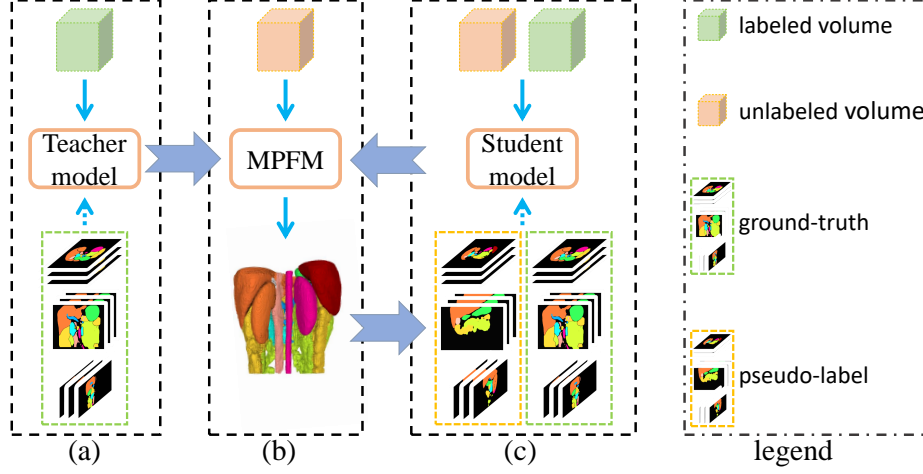 Teacher
model
MPFM
Student
model
(a)
(b)
(c)
labeled volume
unlabeled volume
ground-truth
pseudo-label
legend